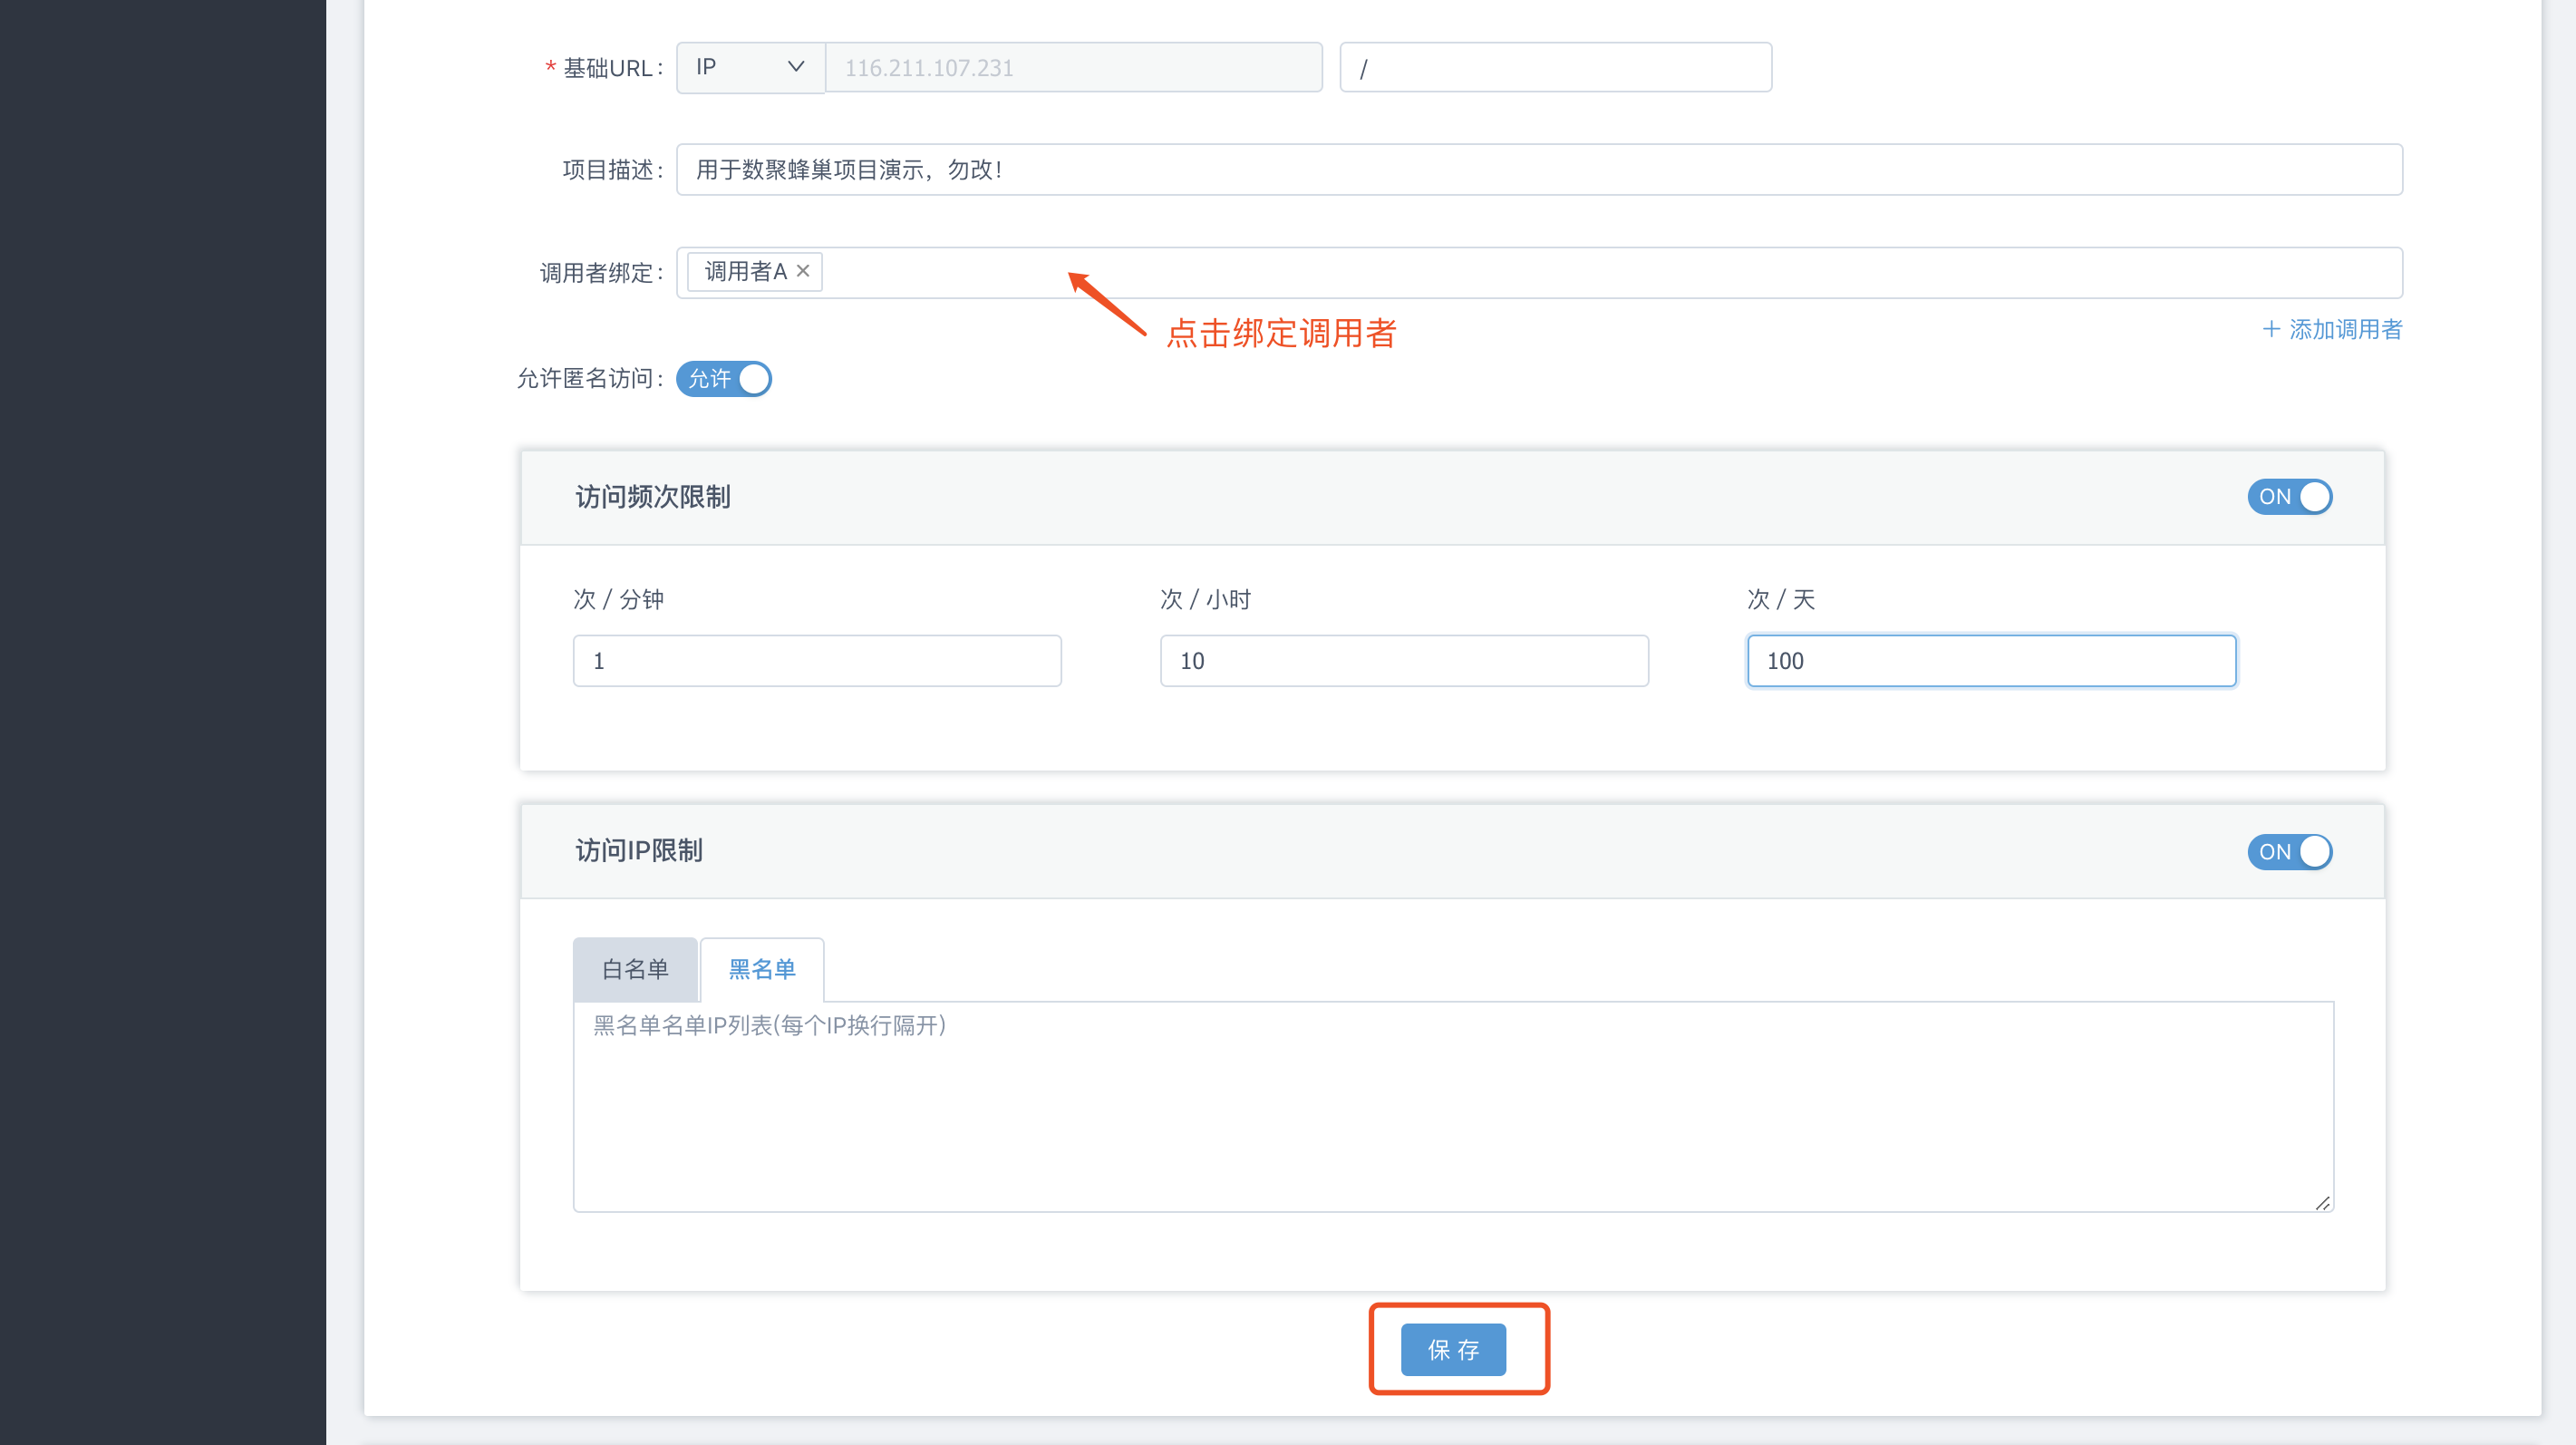 * 基础URL: IP 116.211.107.231 /
项目描述: 用于数聚蜂巢项目演示，勿改!
调用者绑定: 调用者A ×
点击绑定调用者
+ 添加调用者
允许匿名访问: 允许
访问频次限制 ON
次 / 分钟 次 / 小时 次 / 天
1 10 100
访问IP限制 ON
白名单 黑名单
黑名单名单IP列表(每个IP换行隔开)
保 存